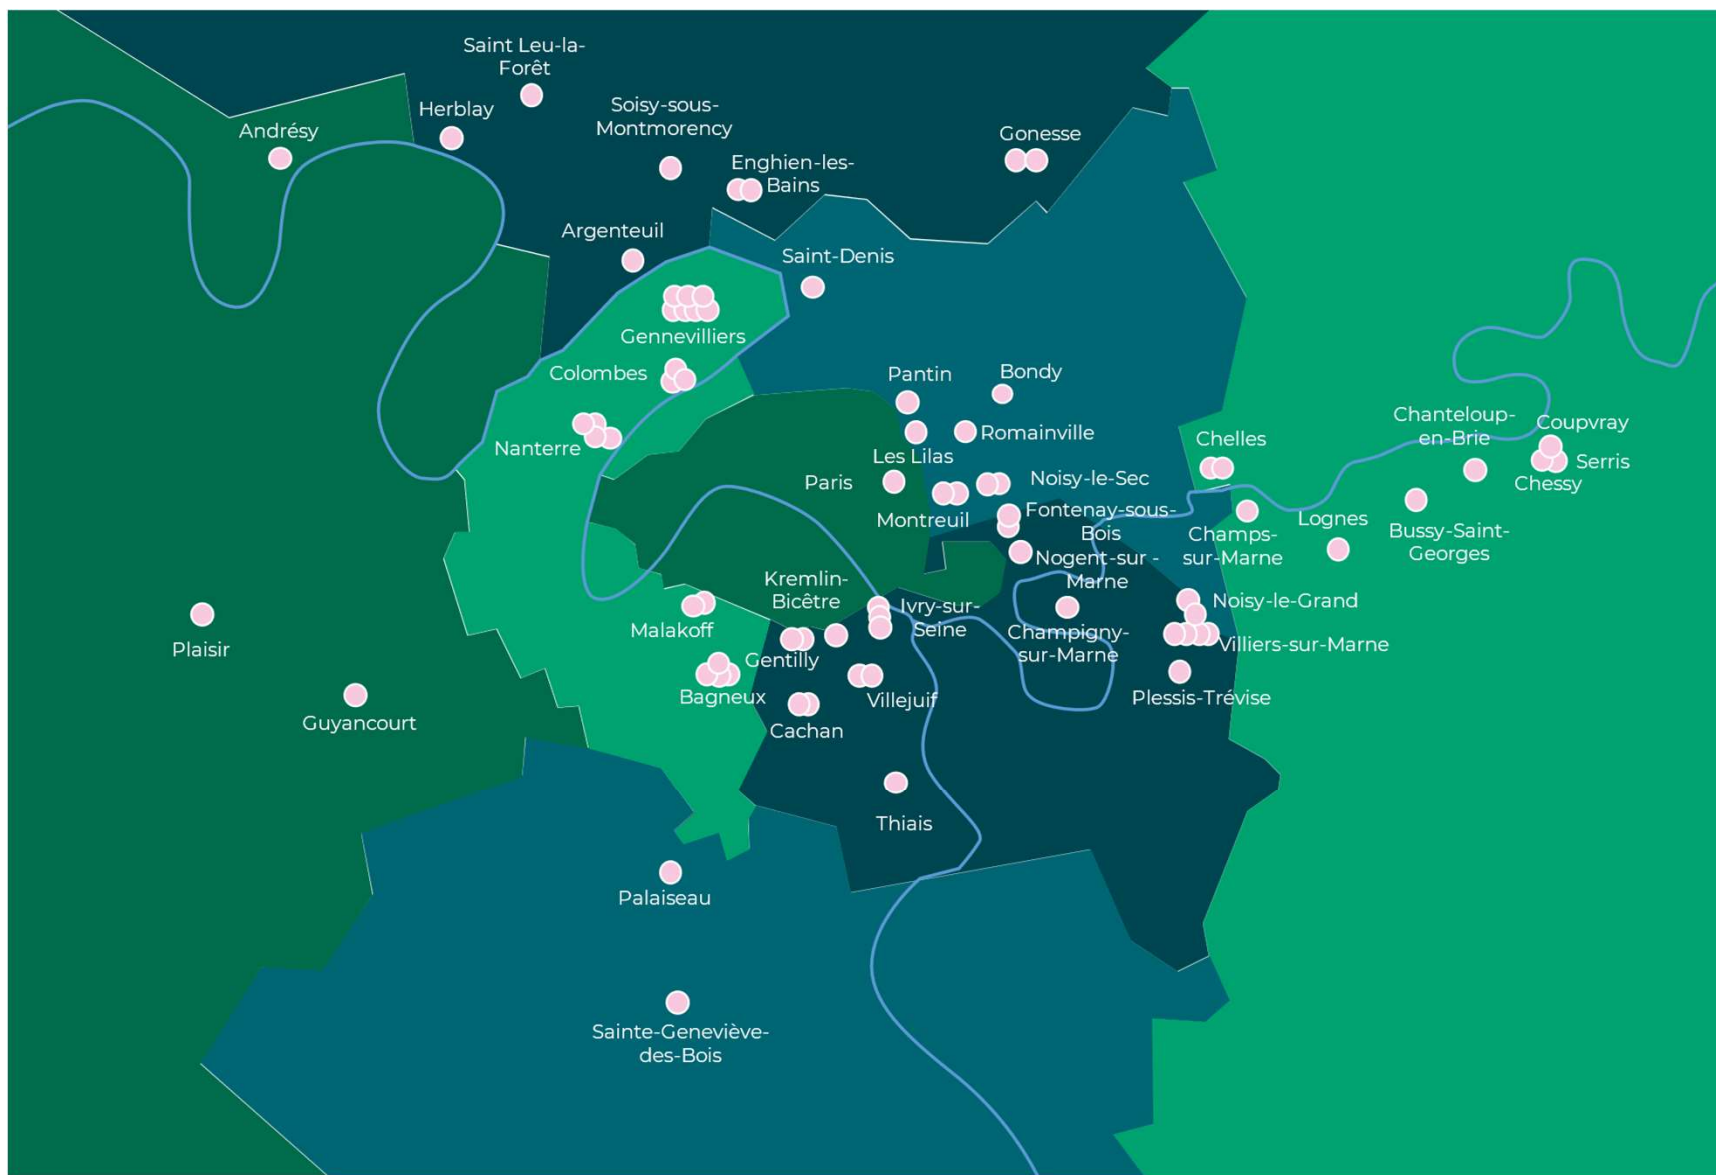 Saint Leu-la-
Forêt
Herblay
Soisy-sous-
Montmorency
Andrésy
Gonesse
Enghien-les-
Bains
Argenteuil
Saint-Denis
Gennevilliers
Colombes
Pantin
Bondy
Nanterre
Les Lilas
Romainville
Chelles
Chanteloup-
en-Brie
Coupvray
Serris
Chessy
Paris
Noisy-le-Sec
Montreuil
Fontenay-sous-
Bois
Champs-
sur-Marne
Lognes
Bussy-Saint-
Georges
Nogent-sur -
Marne
Kremlin-
Bicêtre
Ivry-sur-
Seine
Champigny-
sur-Marne
Noisy-le-Grand
Villiers-sur-Marne
Malakoff
Plaisir
Gentilly
Bagneux
Villejuif
Plessis-Trévise
Guyancourt
Cachan
Thiais
Palaiseau
Sainte-Geneviève-
des-Bois